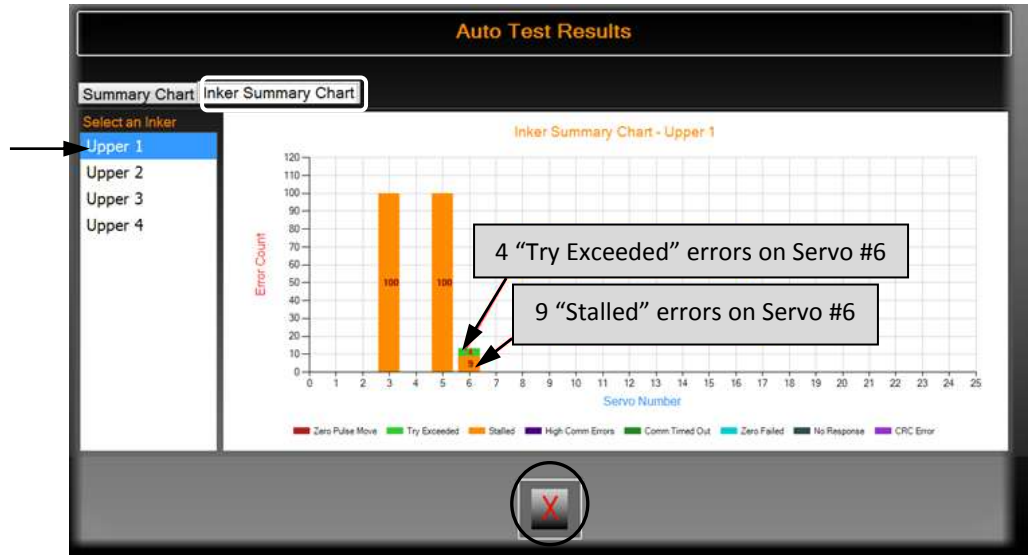 Auto Test Results
Summary Chart
Inker Summary Chart
Select an Inker
Upper 1
Upper 2
Upper 3
Upper 4
Inker Summary Chart - Upper 1
Error Count
120
110
100
90
80
70
60
50
40
30
20
10
0
100
100
4
9
4 “Try Exceeded” errors on Servo #6
9 “Stalled” errors on Servo #6
0 1 2 3 4 5 6 7 8 9 10 11 12 13 14 15 16 17 18 19 20 21 22 23 24 25
Servo Number
Zero Pulse Move Try Exceeded Stalled High Comm Errors Comm Timed Out Zero Failed No Response CRC Error
X